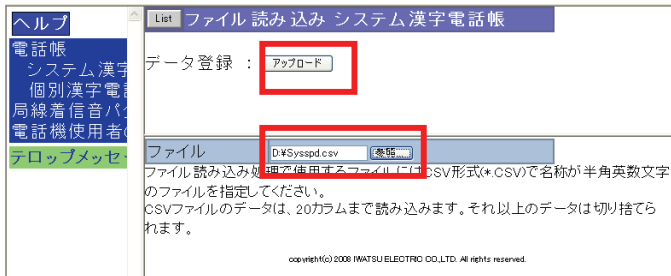 ヘルプ
電話帳
システム漢字
個別漢字電
局線着信音パ
電話機使用者
テロップメッセ
List ファイル 読み込み システム漢字電話帳
データ登録 : アップロード
ファイル D:¥Sysspd.csv 参照...
ファイル読み込み処理で使用するファイルにはCSV形式(*.CSV)で名称が半角英数文字
のファイルを指定してください。
CSVファイルのデータは、20カラムまで読み込みます。それ以上のデータは切り捨てら
れます。
copyright(c) 2008 IWATSU ELECTRIC CO.,LTD. All rights reserved.